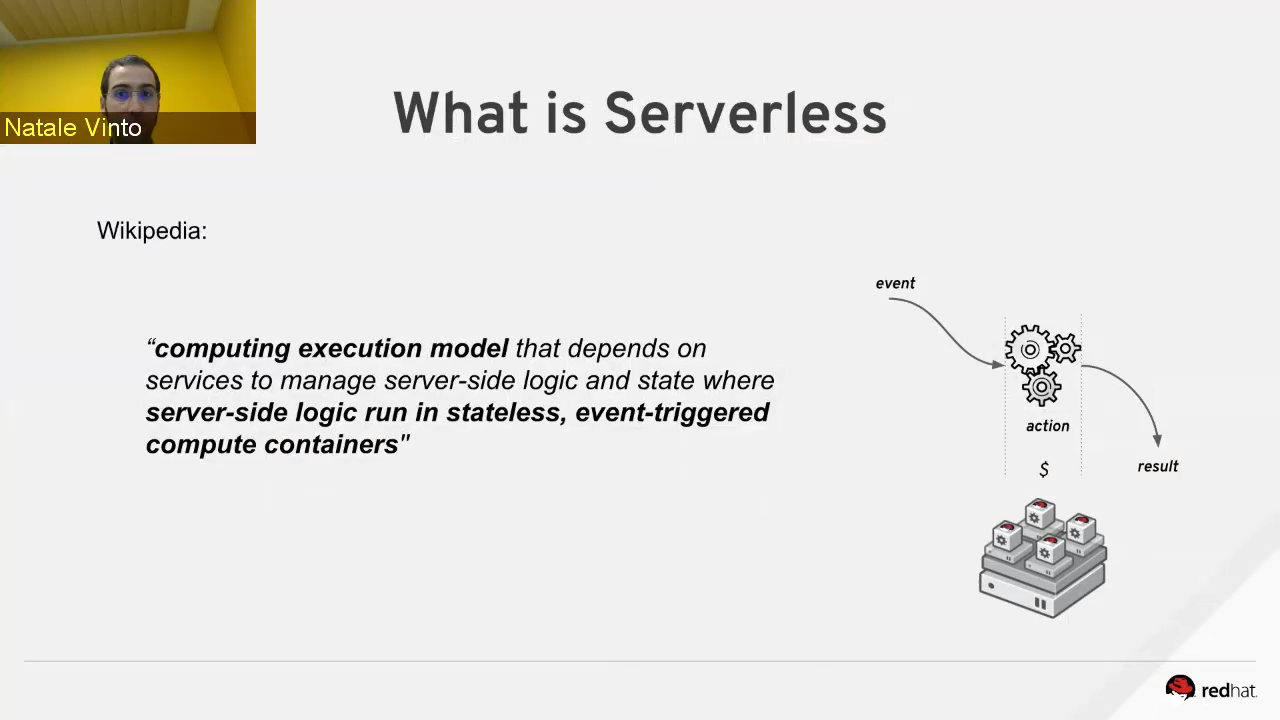 Natale Vinto
What is Serverless
Wikipedia:
“computing execution model that depends on
services to manage server-side logic and state where
server-side logic run in stateless, event-triggered
compute containers"
event
action
$
result
redhat.